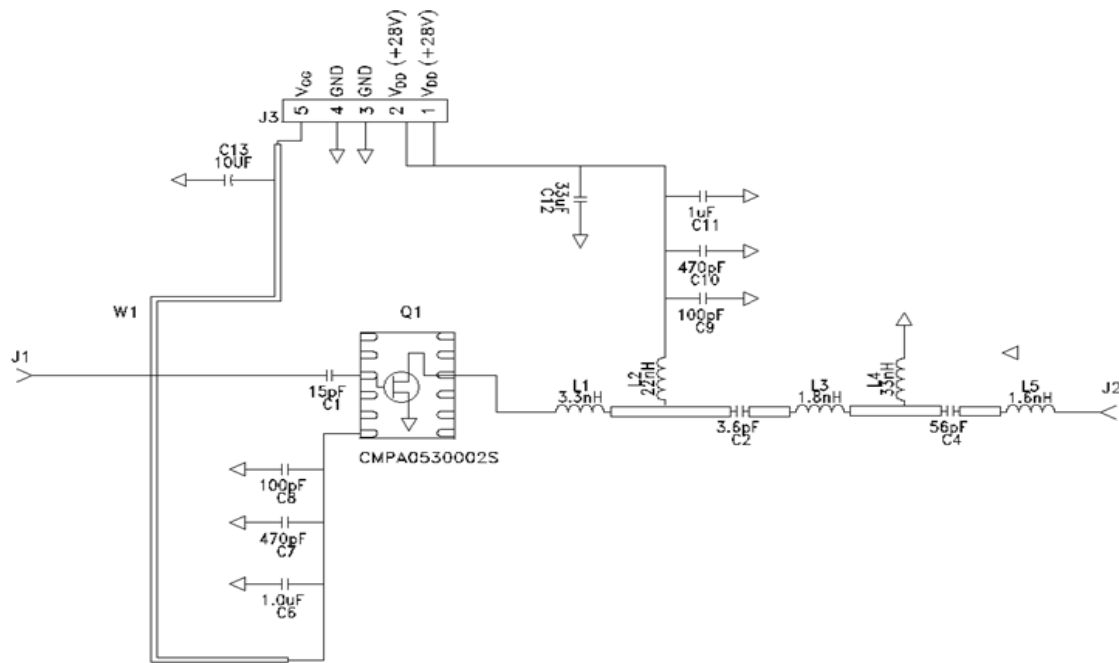 VGG
GND
GND
VDD (+28V)
VDD (+28V)
J3
5
4
3
2
1
C13
10UF
33uF
C12
1uF
C11
470pF
C10
100pF
C9
W1
Q1
J1
15pF
C1
L1
3.3nH
L2
22nH
3.6pF
C2
L3
1.8nH
L4
33nH
56pF
C4
L5
1.6nH
J2
CMPA0530002S
100pF
C8
470pF
C7
1.0uF
C6